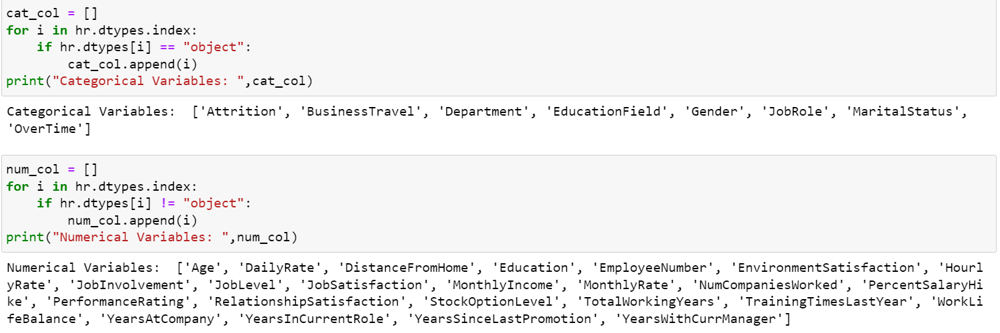 cat_col = []
for i in hr.dtypes.index:
    if hr.dtypes[i] == "object":
        cat_col.append(i)
print("Categorical Variables: ",cat_col)
Categorical Variables:  ['Attrition', 'BusinessTravel', 'Department', 'EducationField', 'Gender', 'JobRole', 'MaritalStatus',
'OverTime']
num_col = []
for i in hr.dtypes.index:
    if hr.dtypes[i] != "object":
        num_col.append(i)
print("Numerical Variables: ",num_col)
Numerical Variables:  ['Age', 'DailyRate', 'DistanceFromHome', 'Education', 'EmployeeNumber', 'EnvironmentSatisfaction', 'Hourl
yRate', 'JobInvolvement', 'JobLevel', 'JobSatisfaction', 'MonthlyIncome', 'MonthlyRate', 'NumCompaniesWorked', 'PercentSalaryHi
ke', 'PerformanceRating', 'RelationshipSatisfaction', 'StockOptionLevel', 'TotalWorkingYears', 'TrainingTimesLastYear', 'WorkLi
feBalance', 'YearsAtCompany', 'YearsInCurrentRole', 'YearsSinceLastPromotion', 'YearsWithCurrManager']